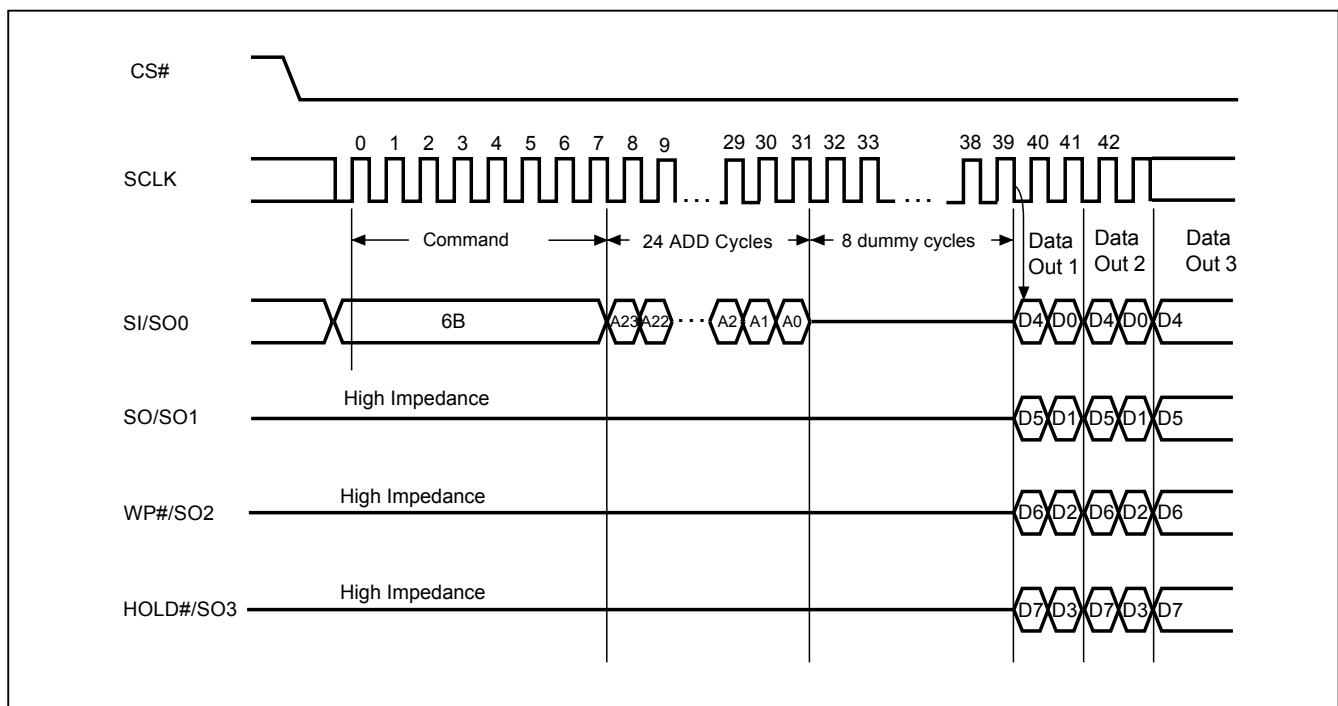 CS#
0 1 2 3 4 5 6 7 8 9 29 30 31 32 33 38 39 40 41 42
SCLK
Command 24 ADD Cycles 8 dummy cycles Data Out 1 Data Out 2 Data Out 3
SI/SO0 6B A23 A22 A2 A1 A0 D4 D0 D4 D0 D4
High Impedance
SO/SO1 D5 D1 D5 D1 D5
High Impedance
WP#/SO2 D6 D2 D6 D2 D6
High Impedance
HOLD#/SO3 D7 D3 D7 D3 D7